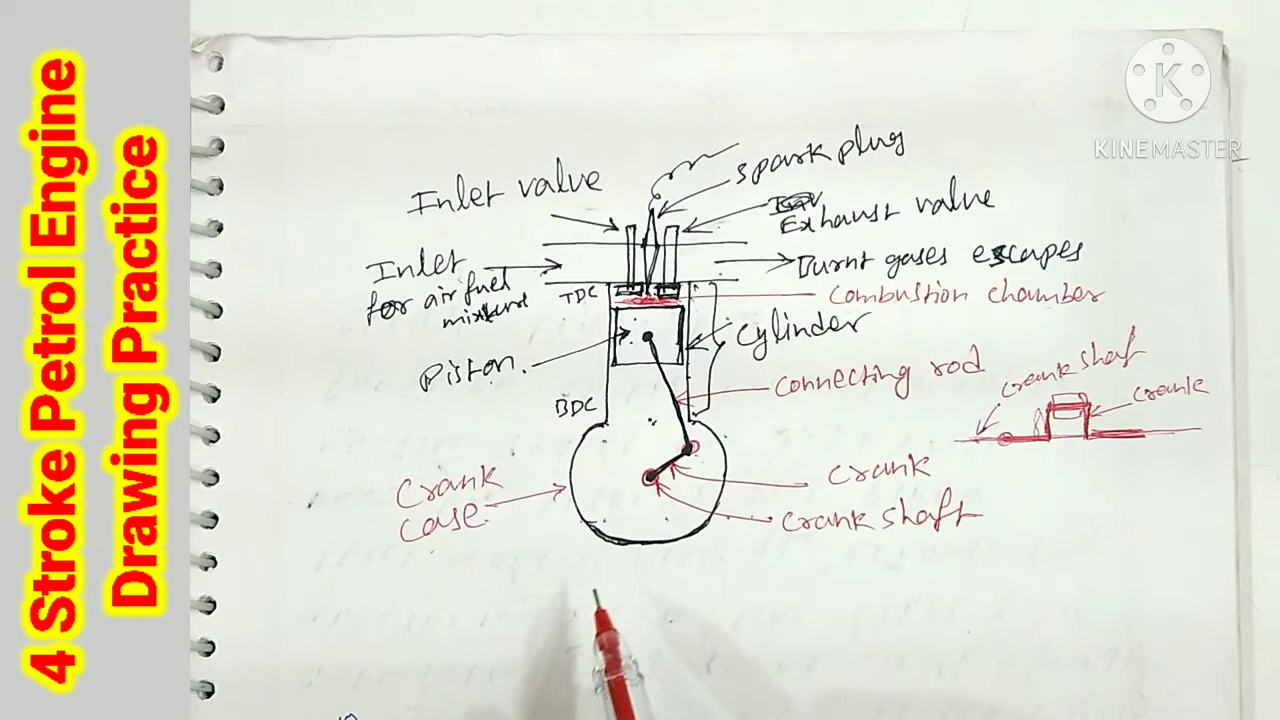 4 Stroke Petrol Engine
Drawing Practice
K
KINEMASTER
spark plug
Inlet valve
Exhaust valve
Inlet
for air fuel
mixture
Burnt gases escapes
TDC
Combustion chamber
Cylinder
Piston.
Connecting rod
crank shaf
crank
BDC
Crank
case.
Crank
Crank shaft